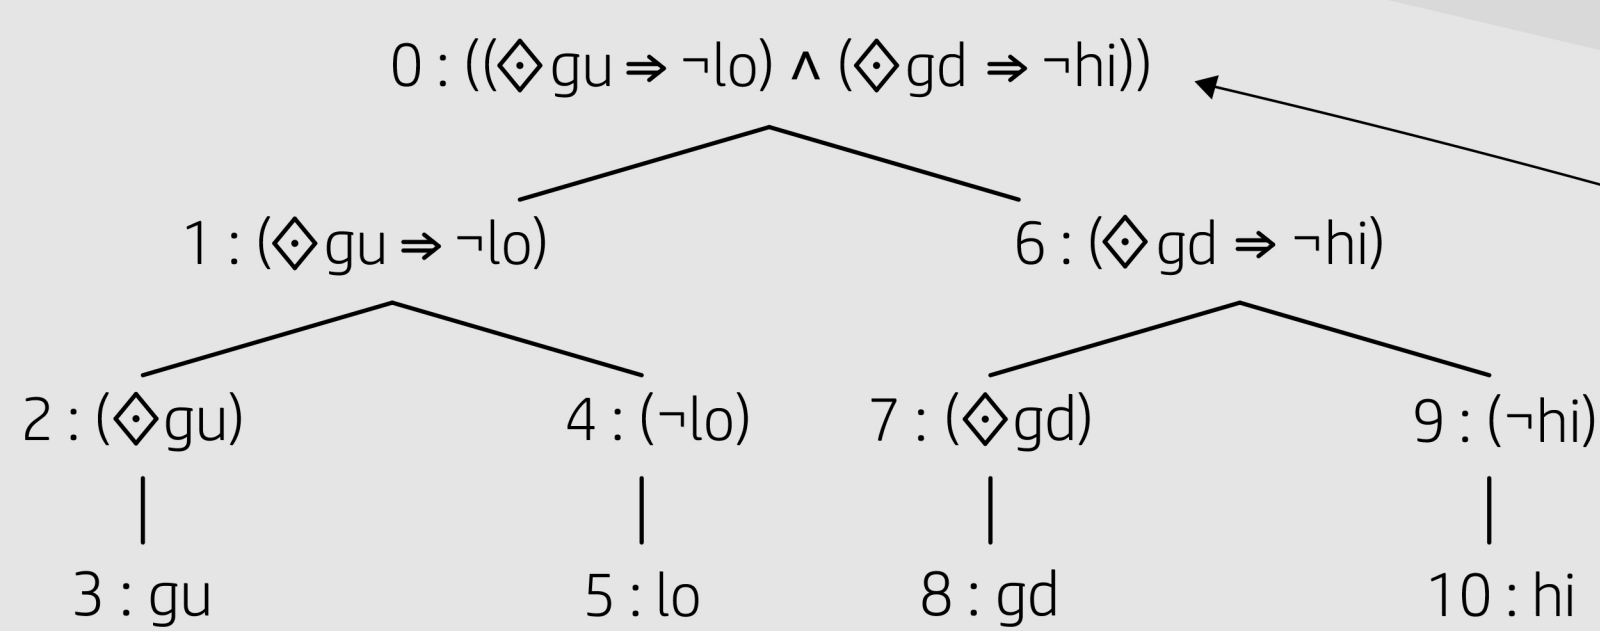 0 : ((⟐gu ⇒ ¬lo) ∧ (⟐gd ⇒ ¬hi))
1 : (⟐gu ⇒ ¬lo) 6 : (⟐gd ⇒ ¬hi)
2 : (⟐gu) 4 : (¬lo) 7 : (⟐gd) 9 : (¬hi)
3 : gu 5 : lo 8 : gd 10 : hi